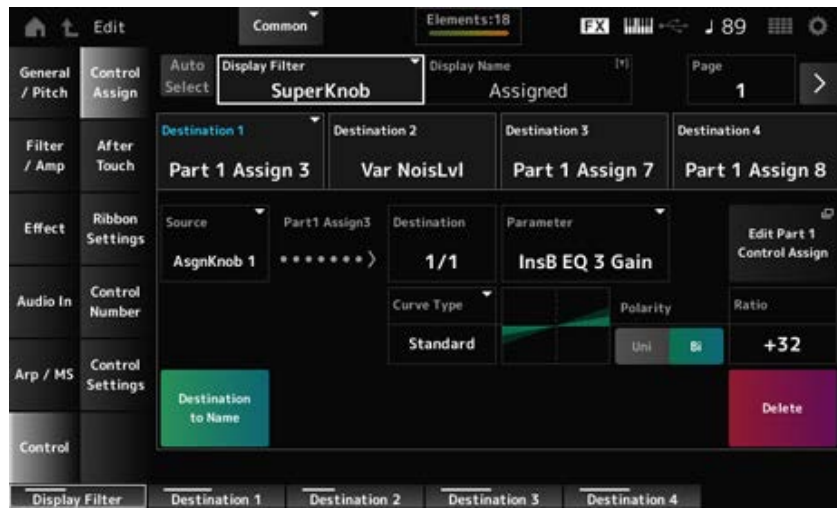 Edit
Common
Elements:18
FX
♩ 89
General / Pitch
Control Assign
Auto Select
Display Filter
SuperKnob
Display Name
Assigned
Page
1
Filter / Amp
After Touch
Destination 1
Part 1 Assign 3
Destination 2
Var NoisLvl
Destination 3
Part 1 Assign 7
Destination 4
Part 1 Assign 8
Effect
Ribbon Settings
Source
AsgnKnob 1
Part1 Assign3
Destination
1/1
Parameter
InsB EQ 3 Gain
Edit Part 1
Control Assign
Audio In
Control Number
Curve Type
Standard
Polarity
Uni
Bi
Ratio
+32
Arp / MS
Control Settings
Destination
to Name
Delete
Control
Display Filter
Destination 1
Destination 2
Destination 3
Destination 4